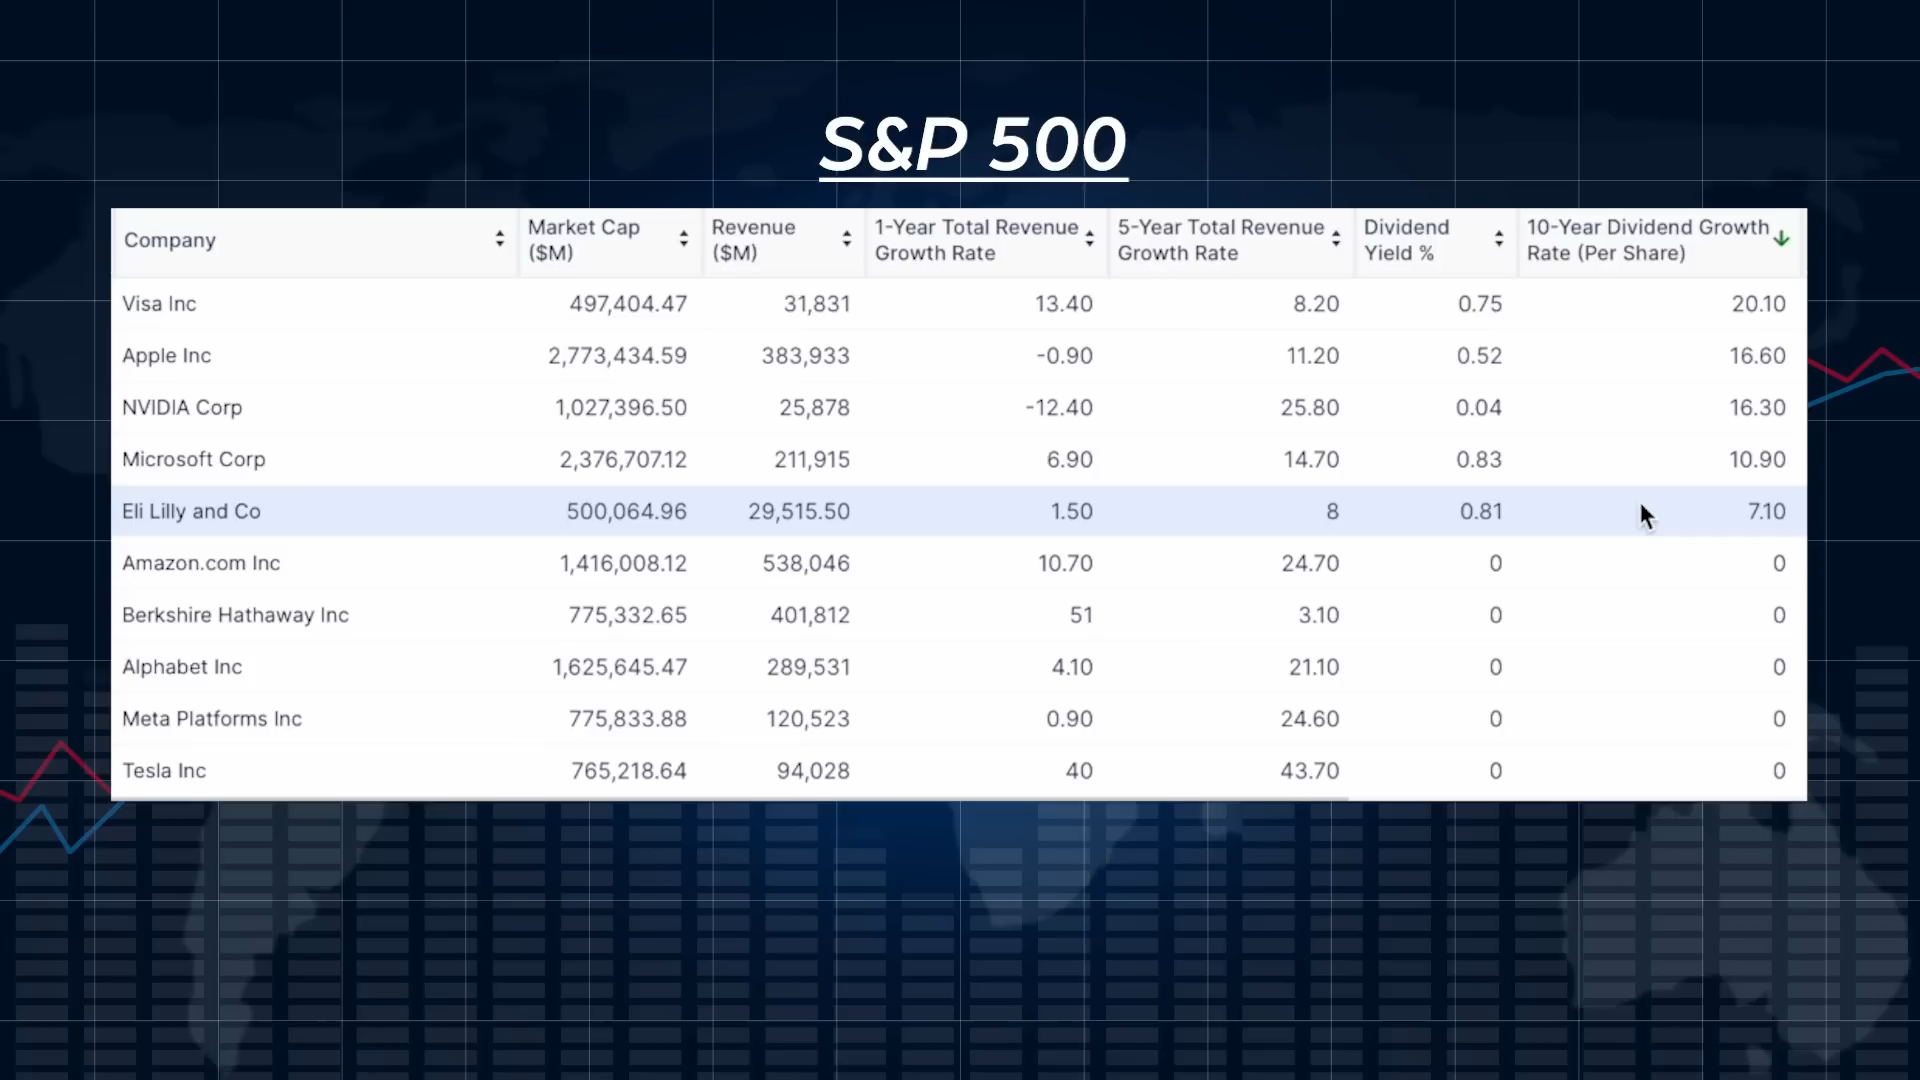 S&P 500
Company Market Cap ($M) Revenue ($M) 1-Year Total Revenue Growth Rate 5-Year Total Revenue Growth Rate Dividend Yield % 10-Year Dividend Growth Rate (Per Share)
Visa Inc 497,404.47 31,831 13.40 8.20 0.75 20.10
Apple Inc 2,773,434.59 383,933 -0.90 11.20 0.52 16.60
NVIDIA Corp 1,027,396.50 25,878 -12.40 25.80 0.04 16.30
Microsoft Corp 2,376,707.12 211,915 6.90 14.70 0.83 10.90
Eli Lilly and Co 500,064.96 29,515.50 1.50 8 0.81 7.10
Amazon.com Inc 1,416,008.12 538,046 10.70 24.70 0 0
Berkshire Hathaway Inc 775,332.65 401,812 51 3.10 0 0
Alphabet Inc 1,625,645.47 289,531 4.10 21.10 0 0
Meta Platforms Inc 775,833.88 120,523 0.90 24.60 0 0
Tesla Inc 765,218.64 94,028 40 43.70 0 0